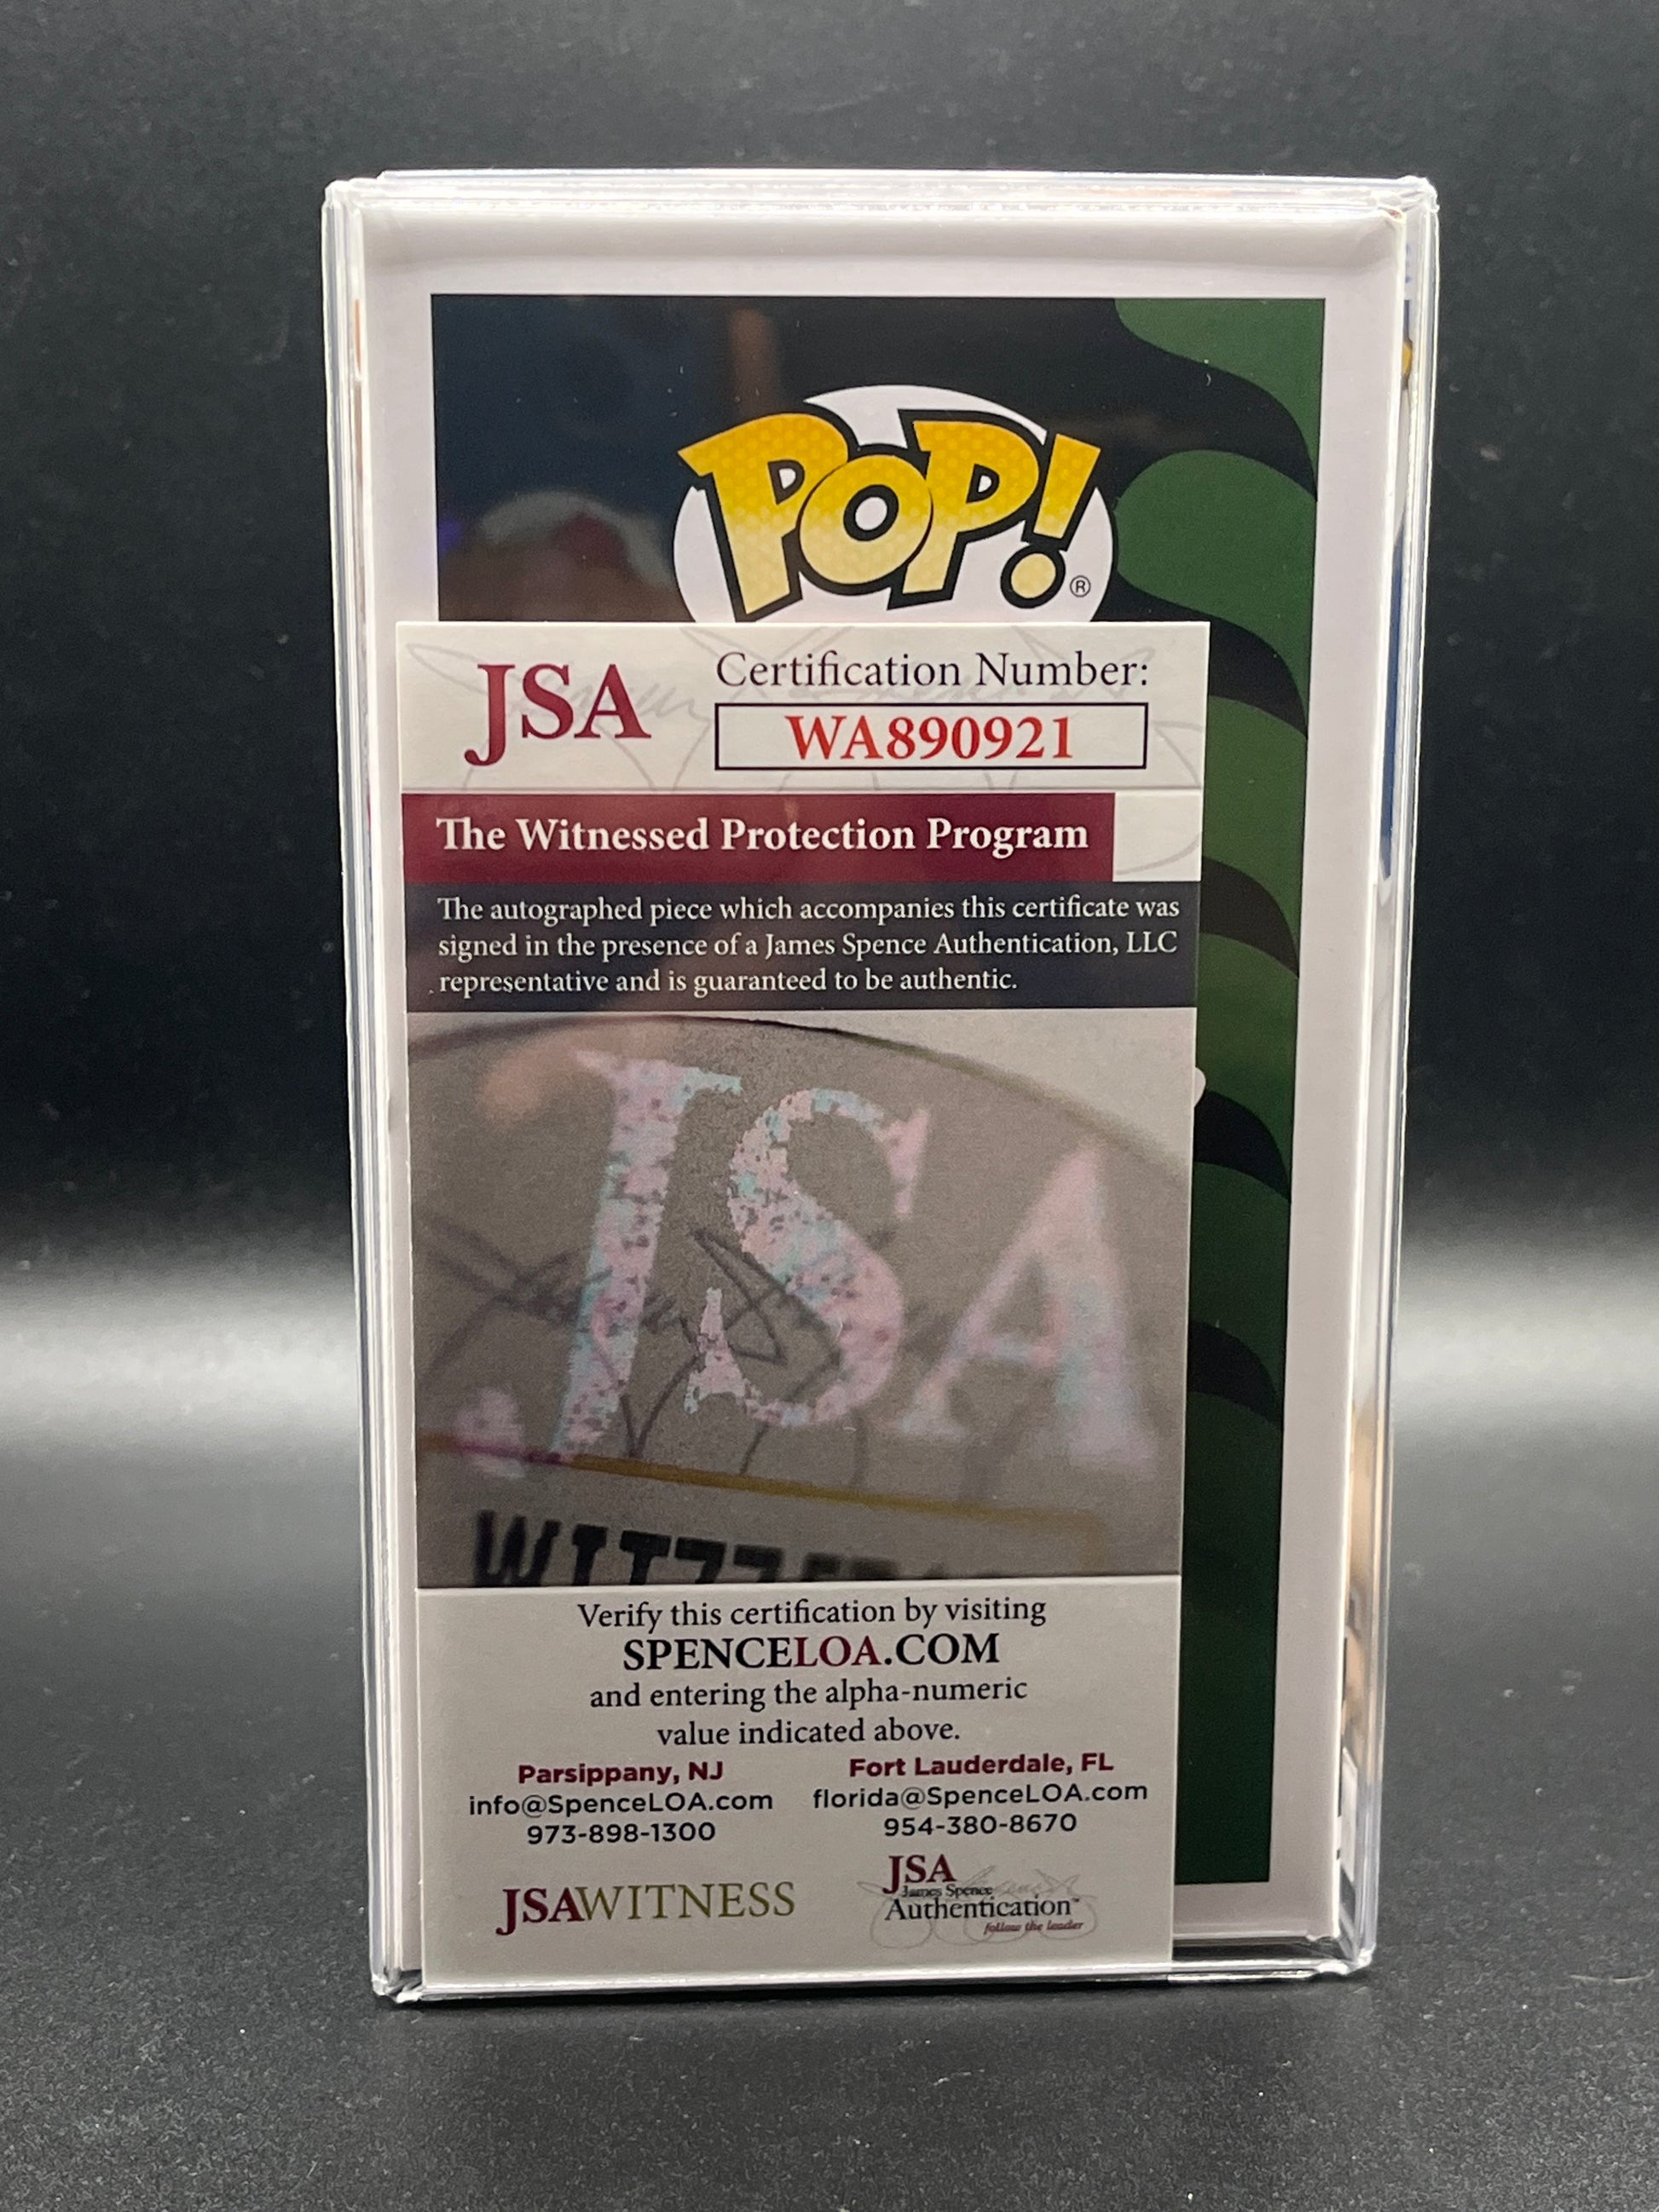 POP!
®
JSA
Certification Number:
WA890921
The Witnessed Protection Program
The autographed piece which accompanies this certificate was
signed in the presence of a James Spence Authentication, LLC
representative and is guaranteed to be authentic.
JSA
Verify this certification by visiting
SPENCELOA.COM
and entering the alpha-numeric
value indicated above.
Parsippany, NJ
info@SpenceLOA.com
973-898-1300
Fort Lauderdale, FL
florida@SpenceLOA.com
954-380-8670
JSAWITNESS
JSA
James Spence
Authentication™
follow the leader